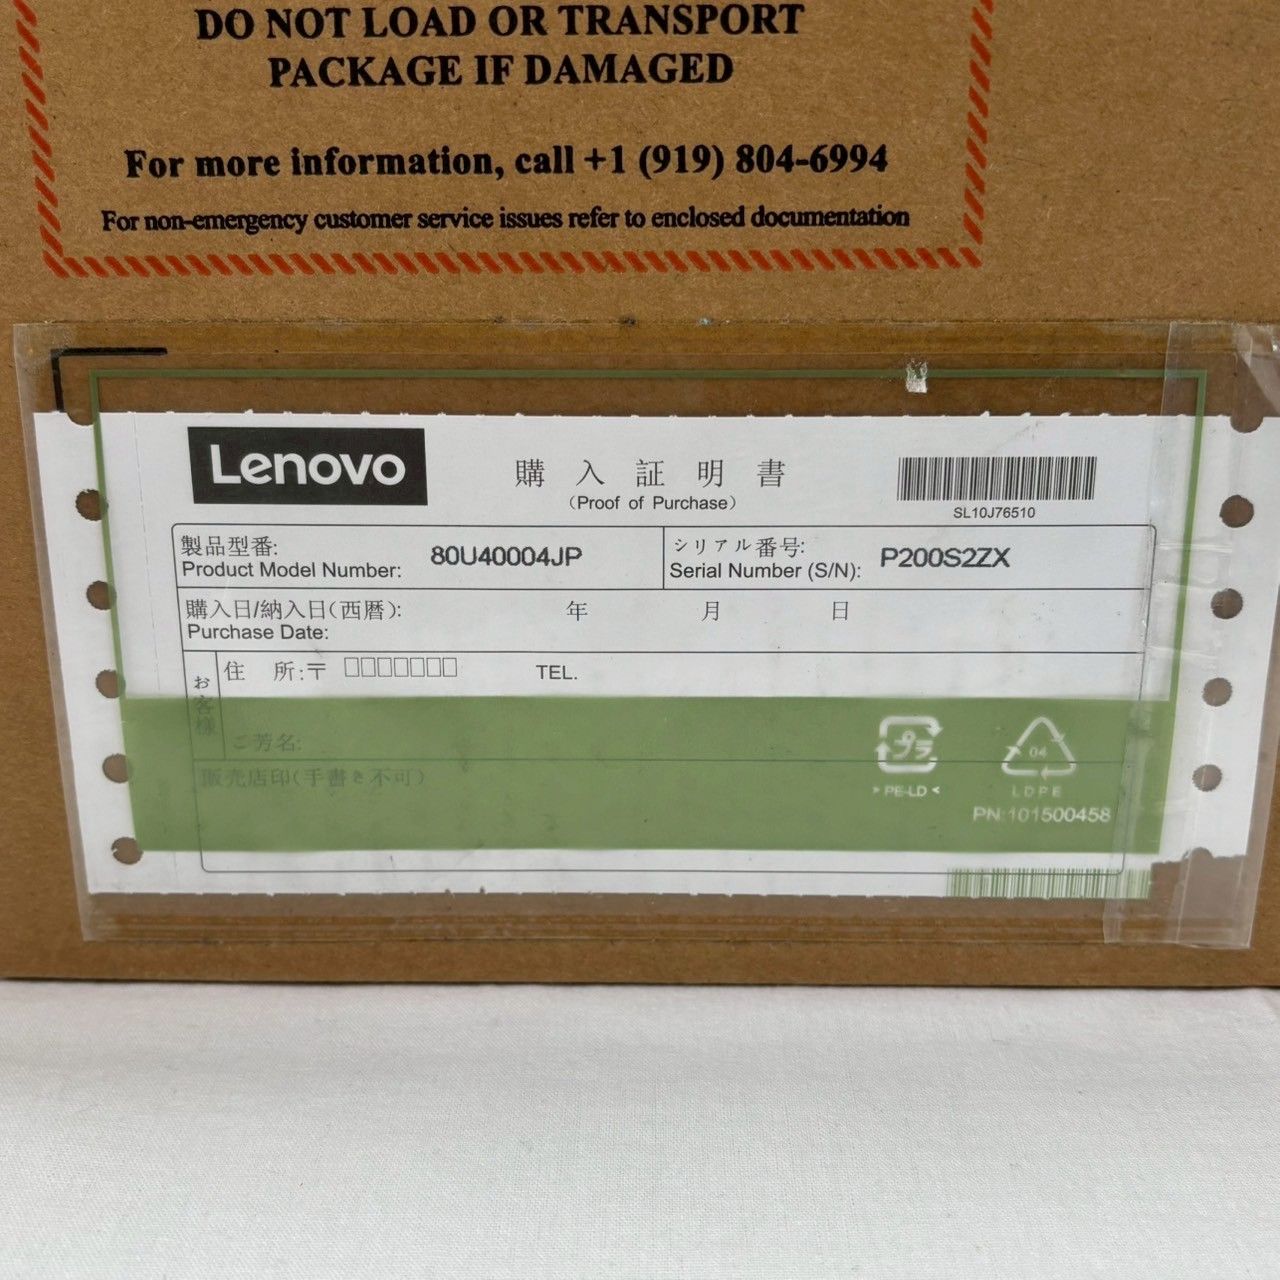 DO NOT LOAD OR TRANSPORT
PACKAGE IF DAMAGED
For more information, call +1 (919) 804-6994
For non-emergency customer service issues refer to enclosed documentation
Lenovo
購入証明書
(Proof of Purchase)
SL10J76510
製品型番:
Product Model Number: 80U40004JP
シリアル番号:
Serial Number (S/N): P200S2ZX
購入日/納入日(西暦): 年 月 日
Purchase Date:
お客様
住 所:〒 □□□□□□□ TEL.
ご芳名:
販売店印(手書き不可)
プラ
PE-LD
04
LDPE
PN:101500458